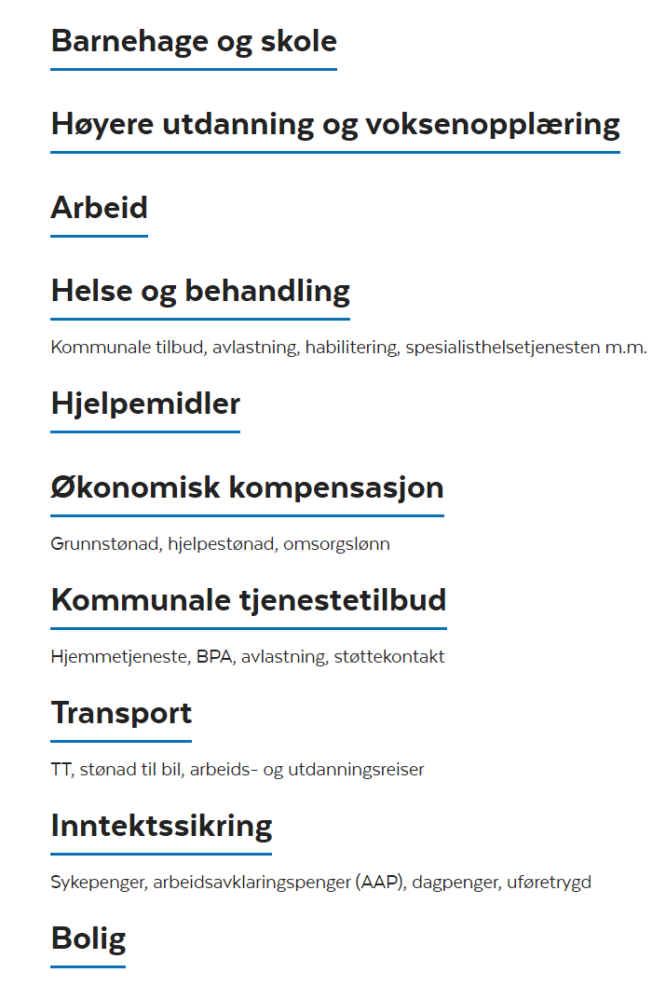 Barnehage og skole
Høyere utdanning og voksenopplæring
Arbeid
Helse og behandling
Kommunale tilbud, avlastning, habilitering, spesialisthelsetjenesten m.m.
Hjelpemidler
Økonomisk kompensasjon
Grunnstønad, hjelpestønad, omsorgslønn
Kommunale tjenestetilbud
Hjemmetjeneste, BPA, avlastning, støttekontakt
Transport
TT, stønad til bil, arbeids- og utdanningsreiser
Inntektssikring
Sykepenger, arbeidsavklaringspenger (AAP), dagpenger, uføretrygd
Bolig